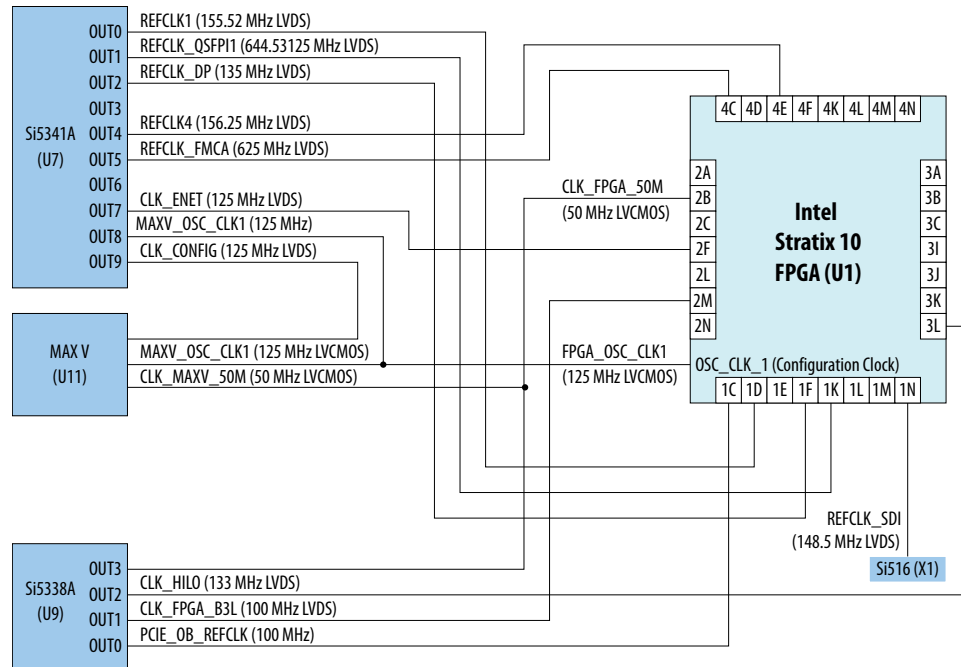 Si5341A
(U7)
OUT0
OUT1
OUT2
OUT3
OUT4
OUT5
OUT6
OUT7
OUT8
OUT9
REFCLK1 (155.52 MHz LVDS)
REFCLK_QSFPI1 (644.53125 MHz LVDS)
REFCLK_DP (135 MHz LVDS)
REFCLK4 (156.25 MHz LVDS)
REFCLK_FMCA (625 MHz LVDS)
CLK_ENET (125 MHz LVDS)
MAXV_OSC_CLK1 (125 MHz)
CLK_CONFIG (125 MHz LVDS)
MAX V
(U11)
MAXV_OSC_CLK1 (125 MHz LVCMOS)
CLK_MAXV_50M (50 MHz LVCMOS)
CLK_FPGA_50M
(50 MHz LVCMOS)
FPGA_OSC_CLK1
(125 MHz LVCMOS)
4C 4D 4E 4F 4K 4L 4M 4N
2A
2B
2C
2F
2L
2M
2N
Intel
Stratix 10
FPGA (U1)
3A
3B
3C
3I
3J
3K
3L
OSC_CLK_1 (Configuration Clock)
1C 1D 1E 1F 1K 1L 1M 1N
REFCLK_SDI
(148.5 MHz LVDS)
Si516 (X1)
Si5338A
(U9)
OUT3
OUT2
OUT1
OUT0
CLK_HILO (133 MHz LVDS)
CLK_FPGA_B3L (100 MHz LVDS)
PCIE_OB_REFCLK (100 MHz)